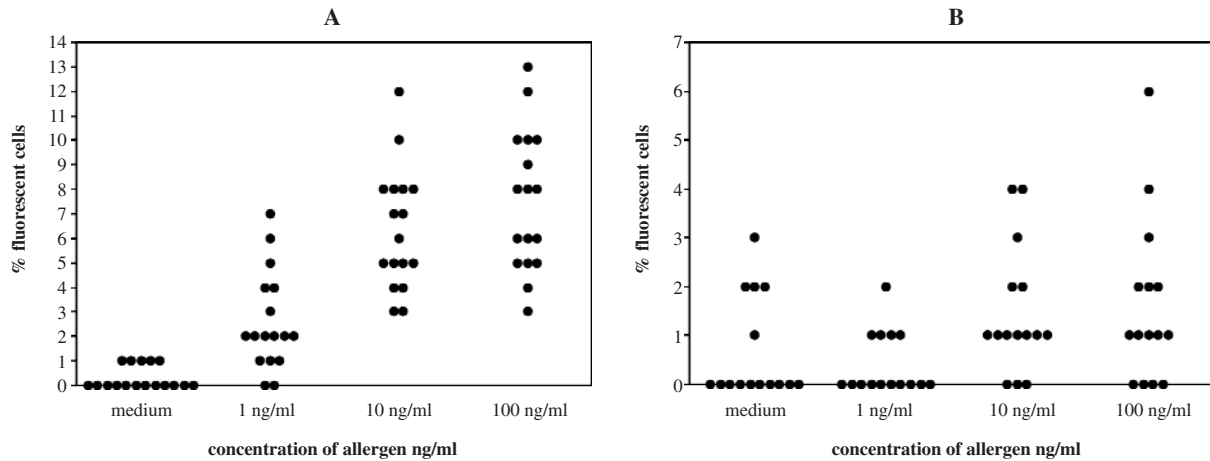 A
14
13
12
11
10
9
8
7
6
5
4
3
2
1
0
% fluorescent cells
medium 1 ng/ml 10 ng/ml 100 ng/ml
concentration of allergen ng/ml
B
7
6
5
4
3
2
1
0
% fluorescent cells
medium 1 ng/ml 10 ng/ml 100 ng/ml
concentration of allergen ng/ml